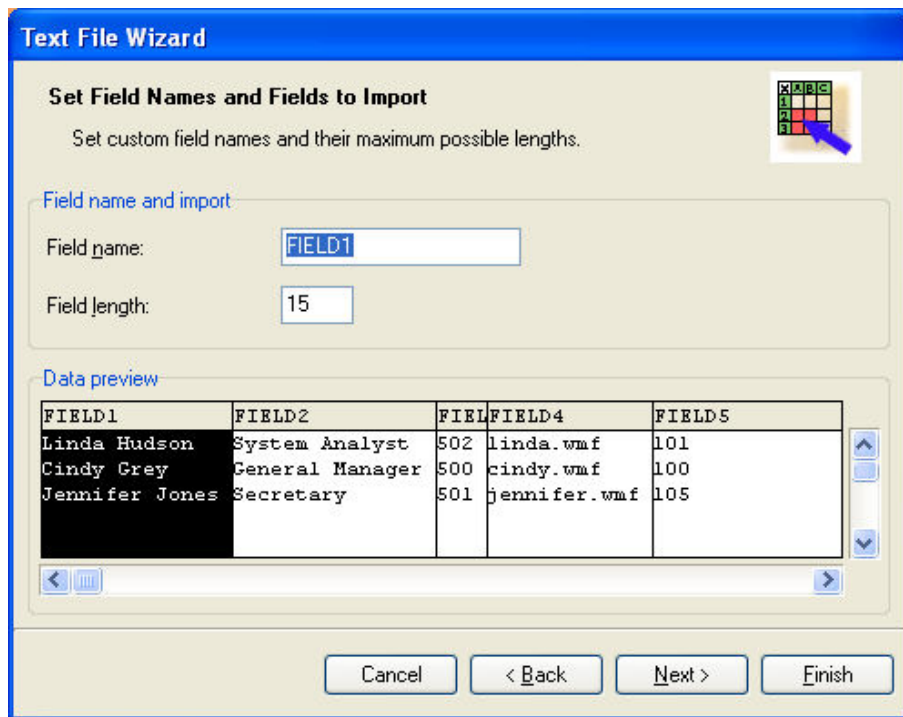 Text File Wizard
Set Field Names and Fields to Import
Set custom field names and their maximum possible lengths.
X A B C
1
2
3
Field name and import
Field name: FIELD1
Field length: 15
Data preview
FIELD1 FIELD2 FIEL FIELD4 FIELD5
Linda Hudson System Analyst 502 linda.wmf 101
Cindy Grey General Manager 500 cindy.wmf 100
Jennifer Jones Secretary 501 jennifer.wmf 105
Cancel < Back Next > Finish